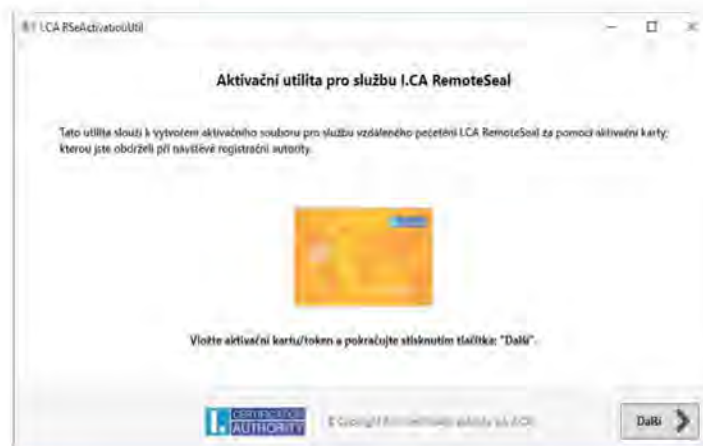 I.CA RSeActivationUtil
Aktivační utilita pro službu I.CA RemoteSeal
Tato utilita slouží k vytvoření aktivačního souboru pro službu vzdáleného pečetění I.CA RemoteSeal za pomoci aktivační karty,
kterou jste obdrželi při návštěvě registrační autority.
Vložte aktivační kartu/token a pokračujte stisknutím tlačítka: "Další".
I. CERTIFICATION
AUTHORITY
© Copyright
Další